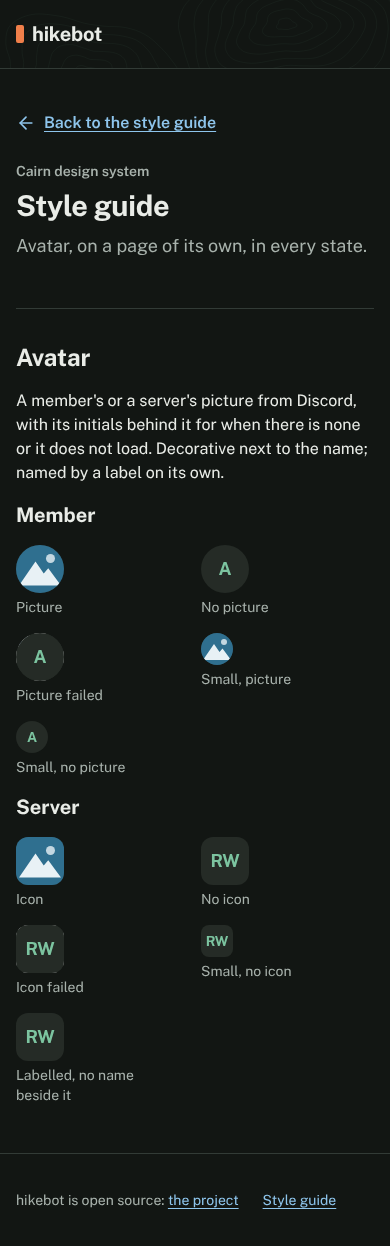 hikebot
Back to the style guide
Cairn design system
Style guide
Avatar, on a page of its own, in every state.
Avatar
A member's or a server's picture from Discord,
with its initials behind it for when there is none
or it does not load. Decorative next to the name;
named by a label on its own.
Member
A
Picture
No picture
A
Picture failed
Small, picture
A
Small, no picture
Server
RW
Icon
No icon
RW
RW
Icon failed
Small, no icon
RW
Labelled, no name
beside it
hikebot is open source: the project
Style guide